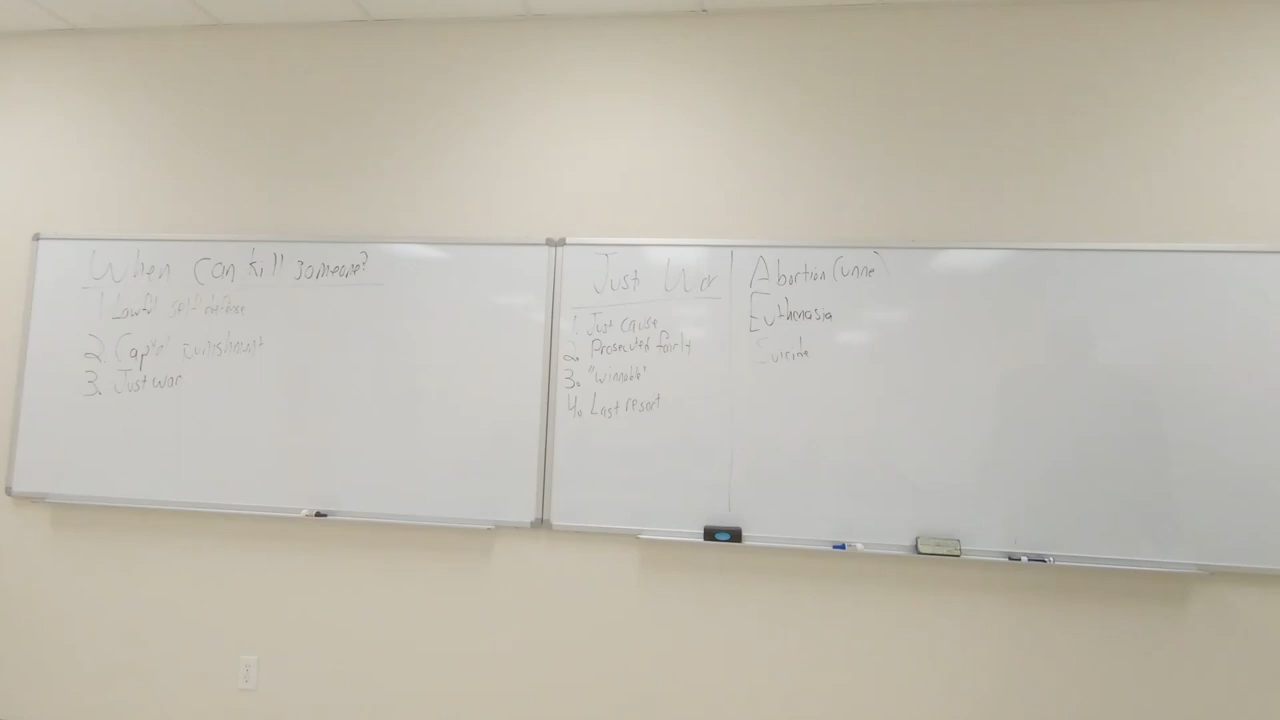 When can kill someone?
1. Lawful self defense
2. Capital punishment
3. Just war
Just War
1. Just cause
2. Prosecuted fairly
3. "winnable"
4. Last resort
Abortion
Euthenasia
Suicide